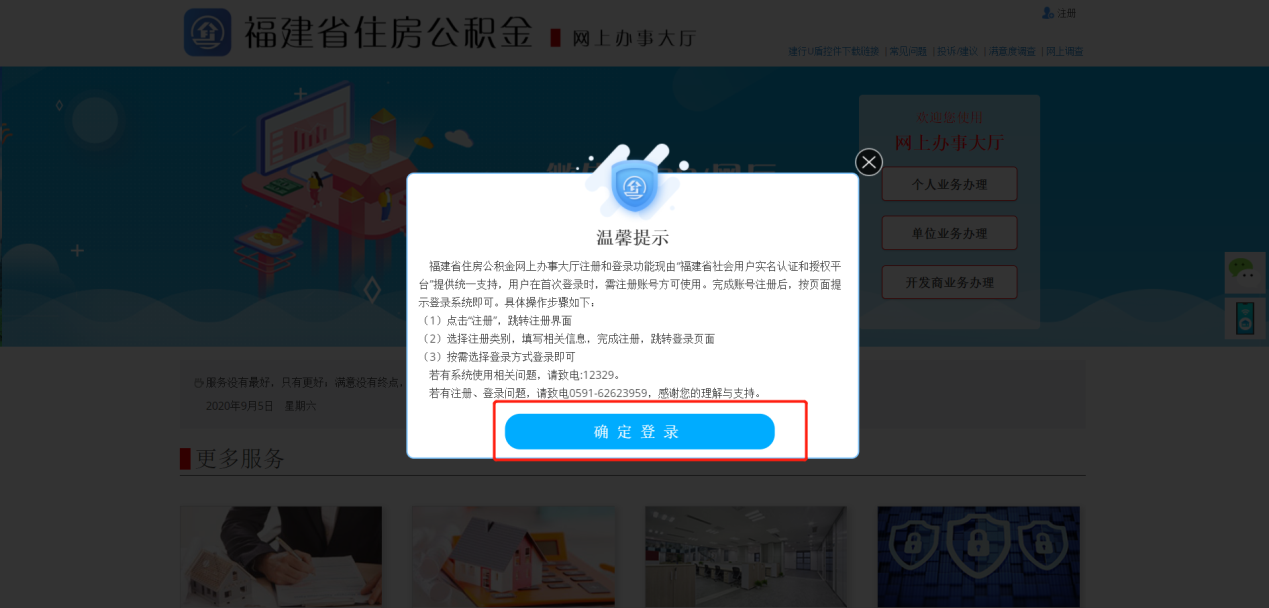 福建省住房公积金 网上办事大厅
注册
建行U盾控件下载链接 | 常见问题 | 投诉/建议 | 满意度调查 | 网上调查
欢迎您使用
网上办事大厅
个人业务办理
单位业务办理
开发商业务办理
温馨提示
福建省住房公积金网上办事大厅注册和登录功能现由“福建省社会用户实名认证和授权平
台”提供统一支持，用户在首次登录时，需注册账号方可使用。完成账号注册后，按页面提
示登录系统即可。具体操作步骤如下：
（1）点击“注册”，跳转注册界面
（2）选择注册类别，填写相关信息，完成注册，跳转登录页面
（3）按需选择登录方式登录即可
若有系统使用相关问题，请致电:12329。
若有注册、登录问题，请致电0591-62623959，感谢您的理解与支持。
确定登录
服务没有最好，只有更好；满意没有终点，
2020年9月5日 星期六
更多服务